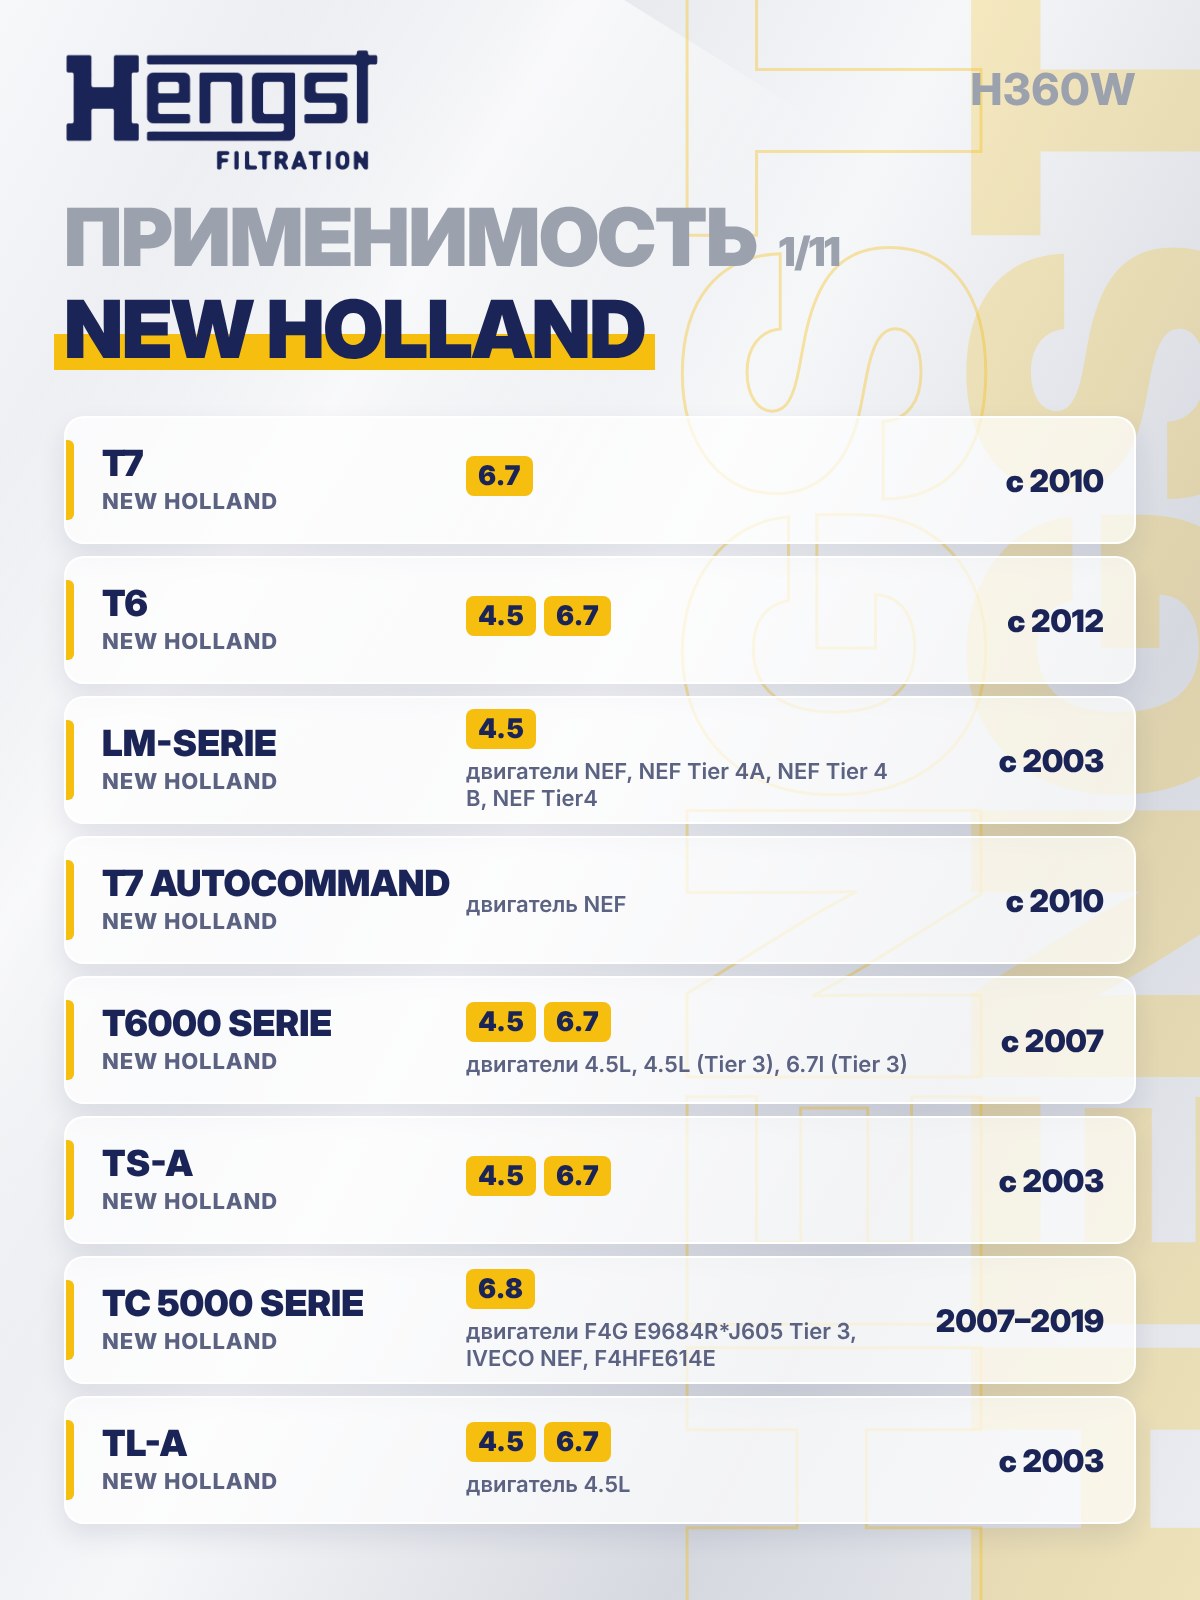 Hengst
FILTRATION
H360W
ПРИМЕНИМОСТЬ 1/11
NEW HOLLAND
T7
NEW HOLLAND
6.7
с 2010
T6
NEW HOLLAND
4.5 6.7
с 2012
LM-SERIE
NEW HOLLAND
4.5
двигатели NEF, NEF Tier 4A, NEF Tier 4
B, NEF Tier4
с 2003
T7 AUTOCOMMAND
NEW HOLLAND
двигатель NEF
с 2010
T6000 SERIE
NEW HOLLAND
4.5 6.7
двигатели 4.5L, 4.5L (Tier 3), 6.7l (Tier 3)
с 2007
TS-A
NEW HOLLAND
4.5 6.7
с 2003
TC 5000 SERIE
NEW HOLLAND
6.8
двигатели F4G E9684R*J605 Tier 3,
IVECO NEF, F4HFE614E
2007–2019
TL-A
NEW HOLLAND
4.5 6.7
двигатель 4.5L
с 2003
HENGST
HENGST